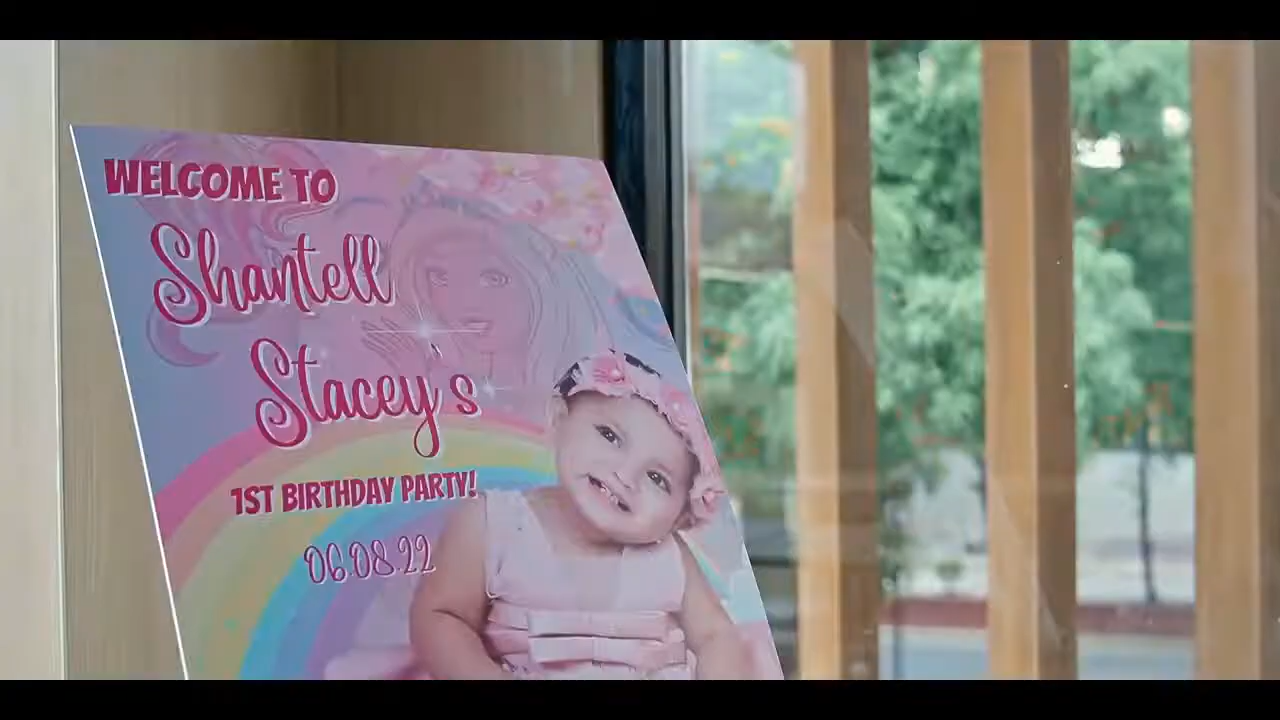 WELCOME TO
Shantell
Stacey's
1ST BIRTHDAY PARTY!
06.08.22